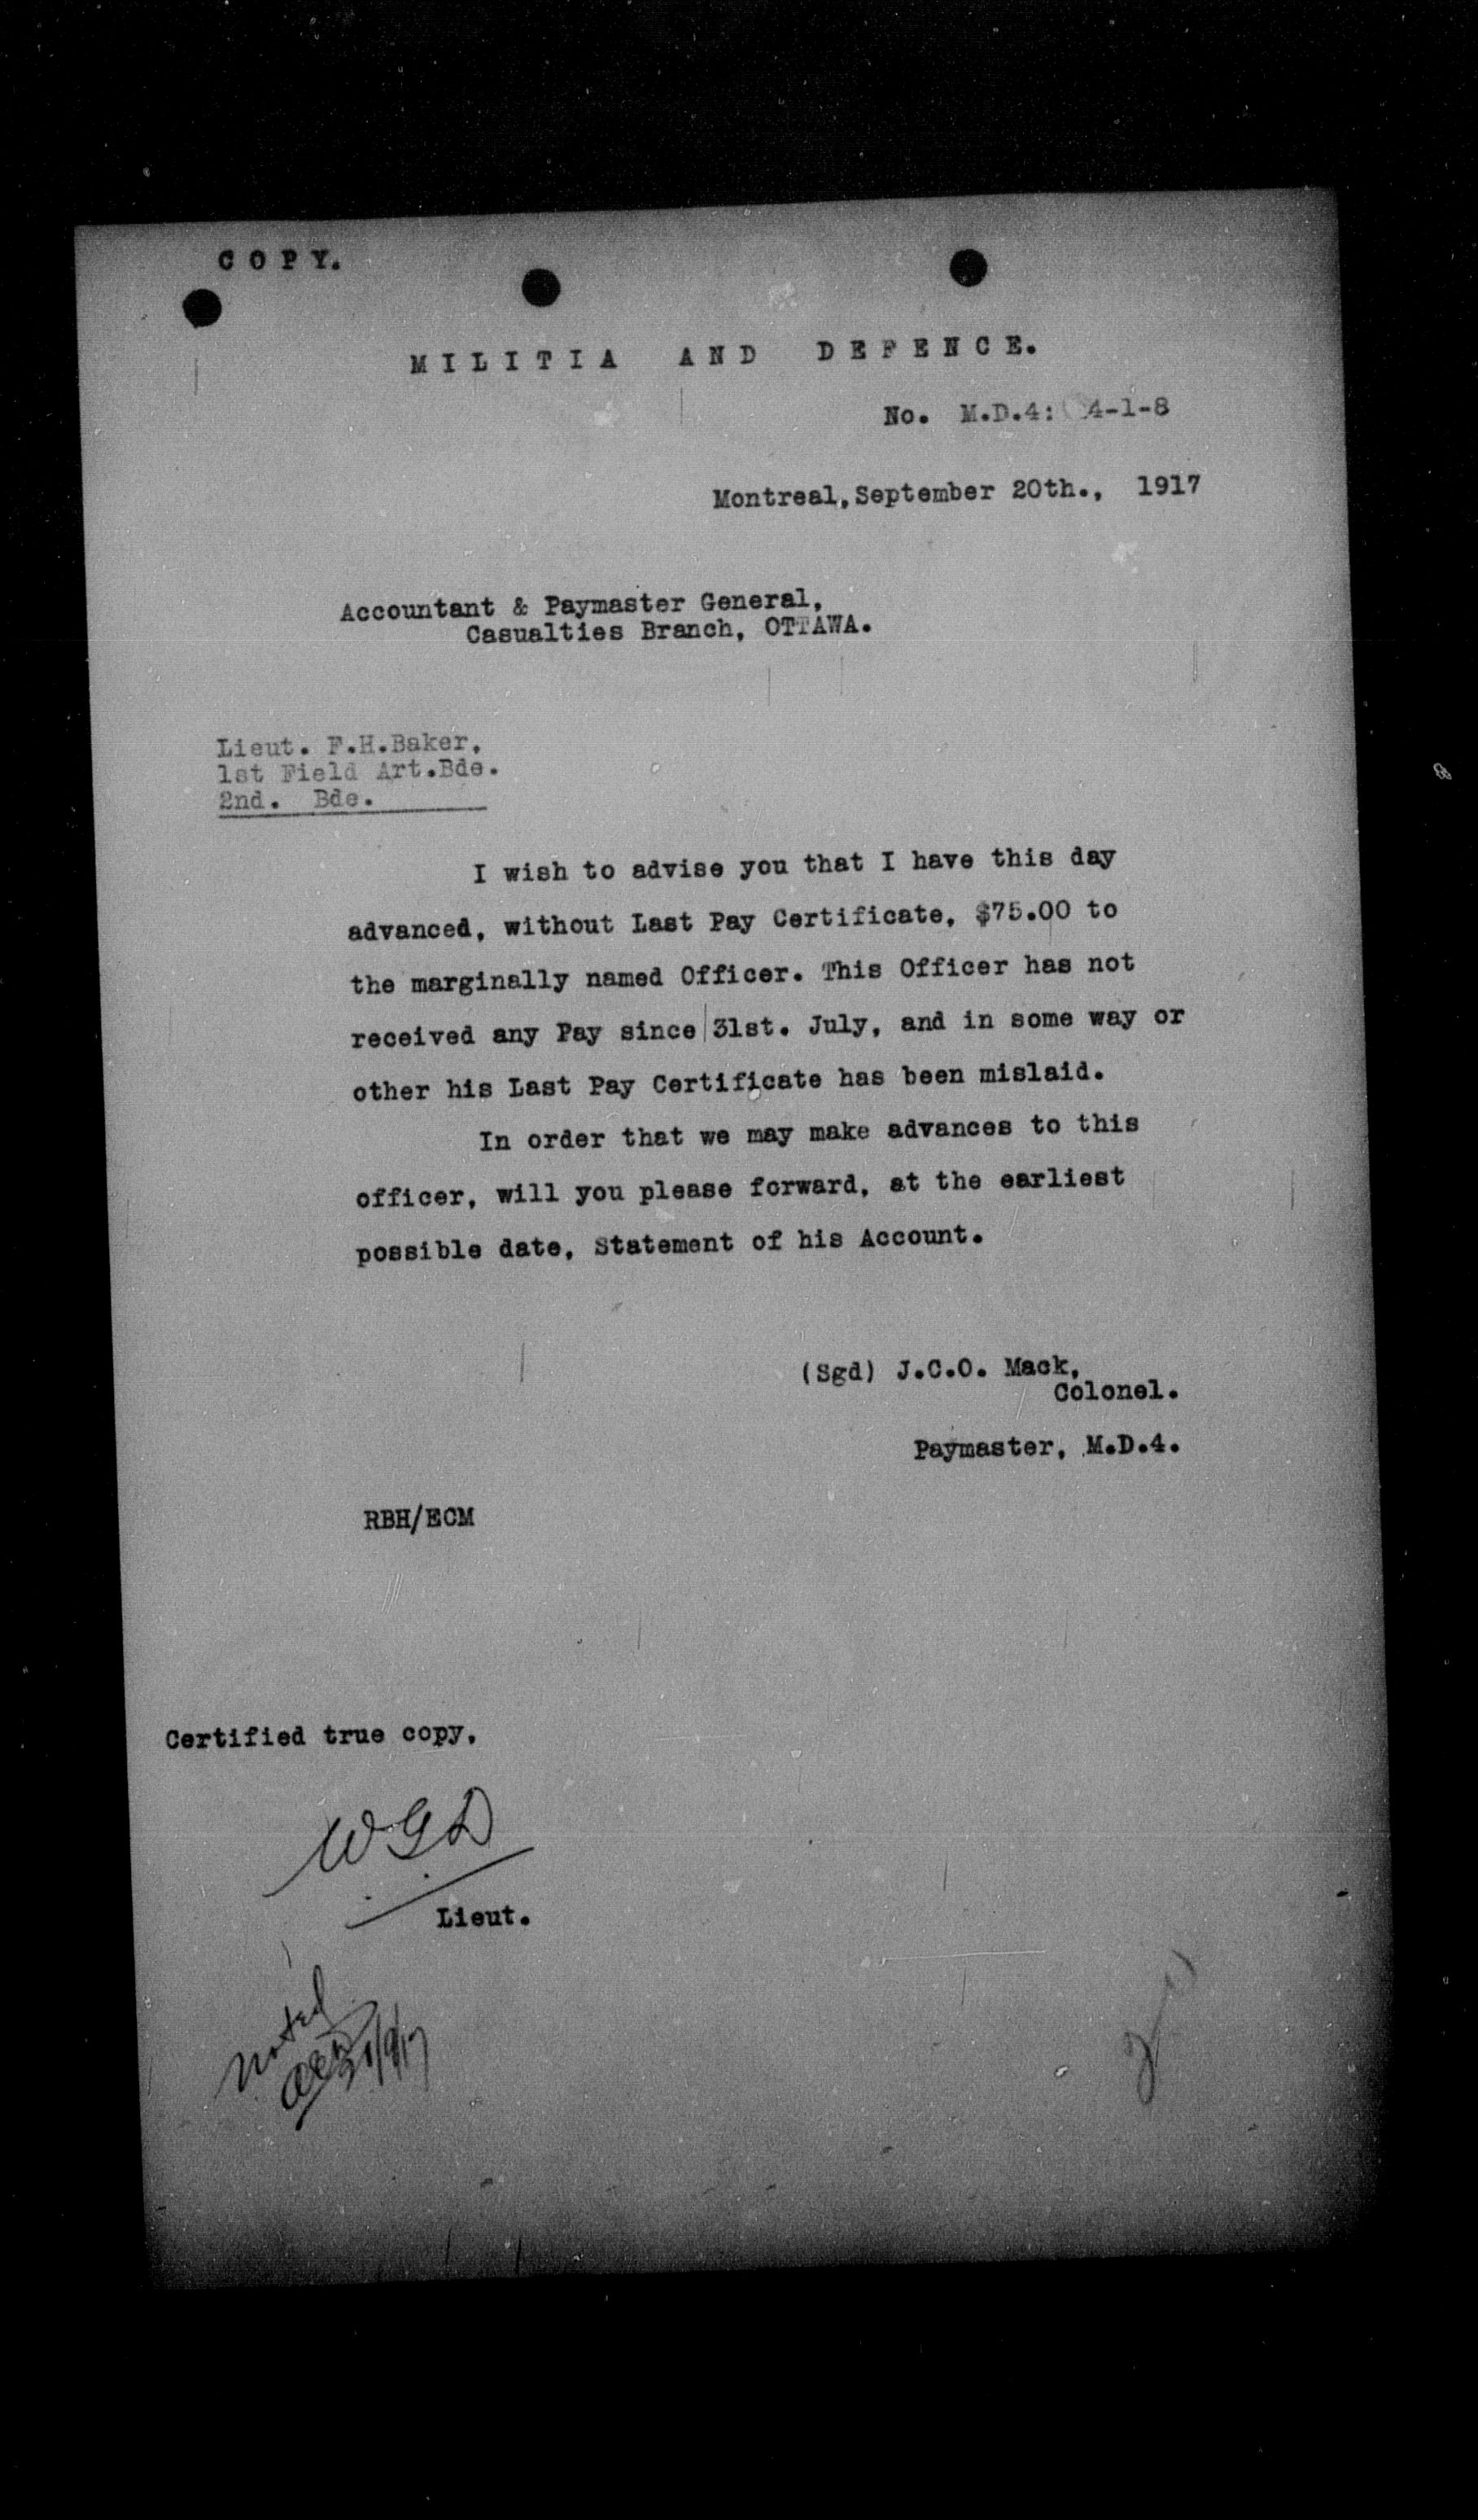 COPY.
MILITIA AND DEFENCE.
No. M.D.4: 4-1-8
Montreal, September 20th., 1917
Accountant & Paymaster General,
Casualties Branch, OTTAWA.
Lieut. F.H.Baker,
1st Field Art.Bde.
2nd. Bde.
I wish to advise you that I have this day
advanced, without Last Pay Certificate, $75.00 to
the marginally named Officer. This Officer has not
received any Pay since 31st. July, and in some way or
other his Last Pay Certificate has been mislaid.
In order that we may make advances to this
officer, will you please forward, at the earliest
possible date, Statement of his Account.
(Sgd) J.C.O. Mack,
Colonel.
Paymaster, M.D.4.
RBH/ECM
Certified true copy,
WGD
Lieut.
Noted